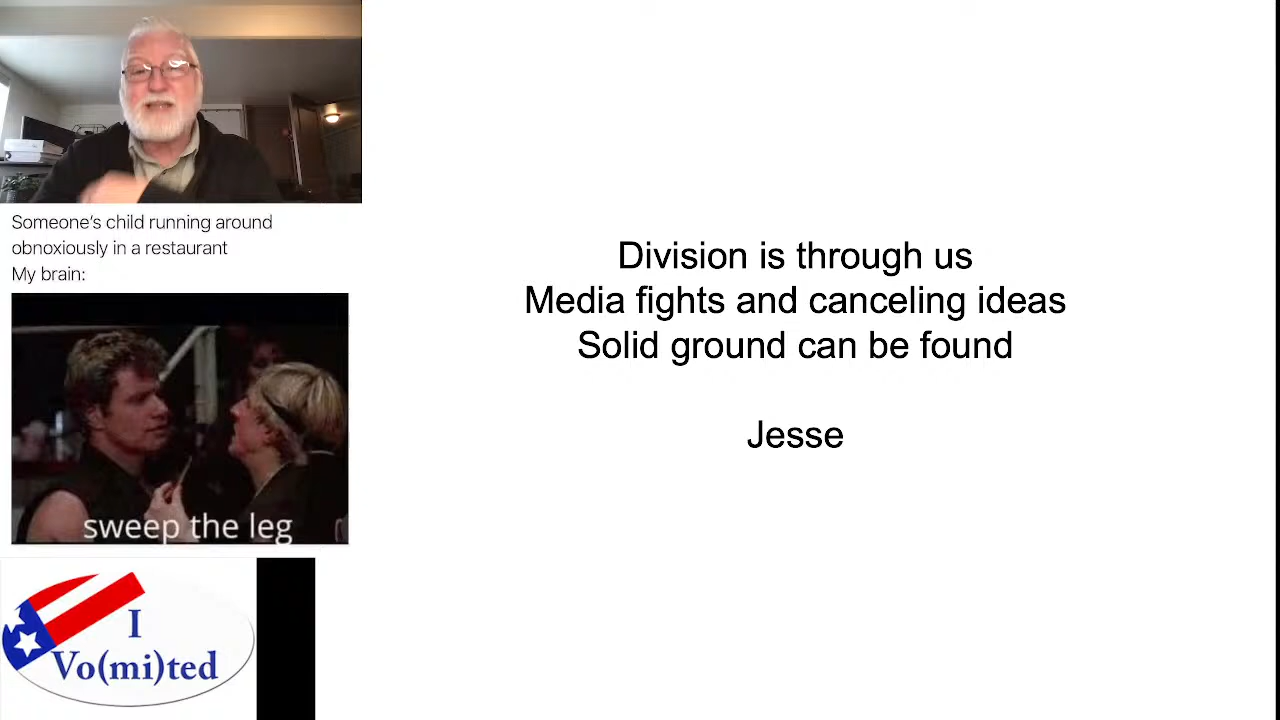 Someone's child running around
obnoxiously in a restaurant
My brain:
sweep the leg
I
Vo(mi)ted
Division is through us
Media fights and canceling ideas
Solid ground can be found
Jesse